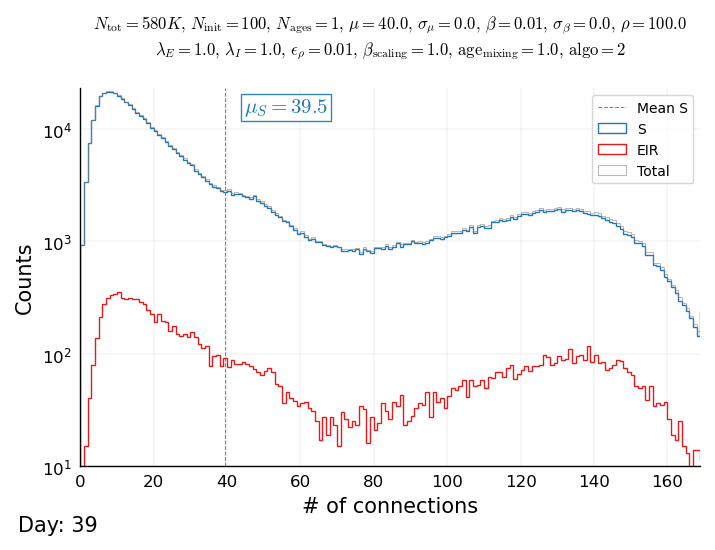 N_tot = 580K, N_init = 100, N_ages = 1, μ = 40.0, σ_μ = 0.0, β = 0.01, σ_β = 0.0, ρ = 100.0
λ_E = 1.0, λ_I = 1.0, ϵ_ρ = 0.01, β_scaling = 1.0, age_mixing = 1.0, algo = 2
μ_S = 39.5
Mean S
S
EIR
Total
Counts
10^4
10^3
10^2
10^1
0 20 40 60 80 100 120 140 160
# of connections
Day: 39